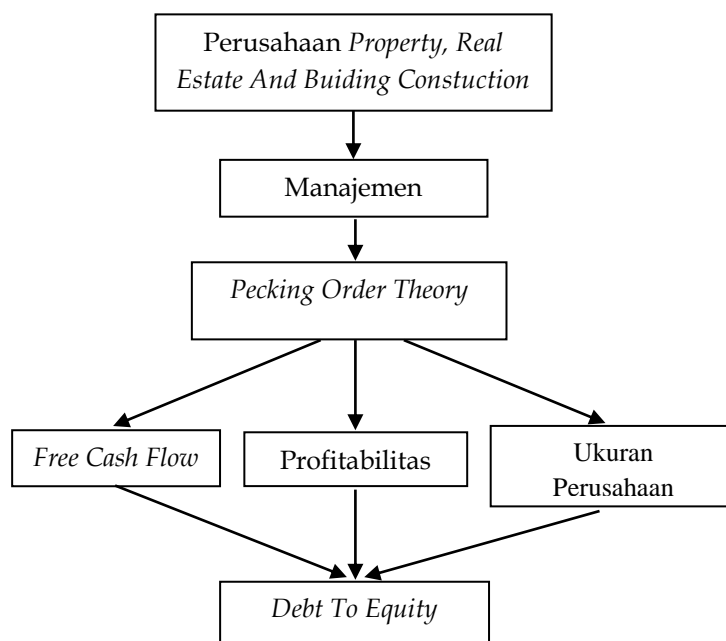 Perusahaan Property, Real
Estate And Buiding Constuction
Manajemen
Pecking Order Theory
Free Cash Flow
Profitabilitas
Ukuran
Perusahaan
Debt To Equity